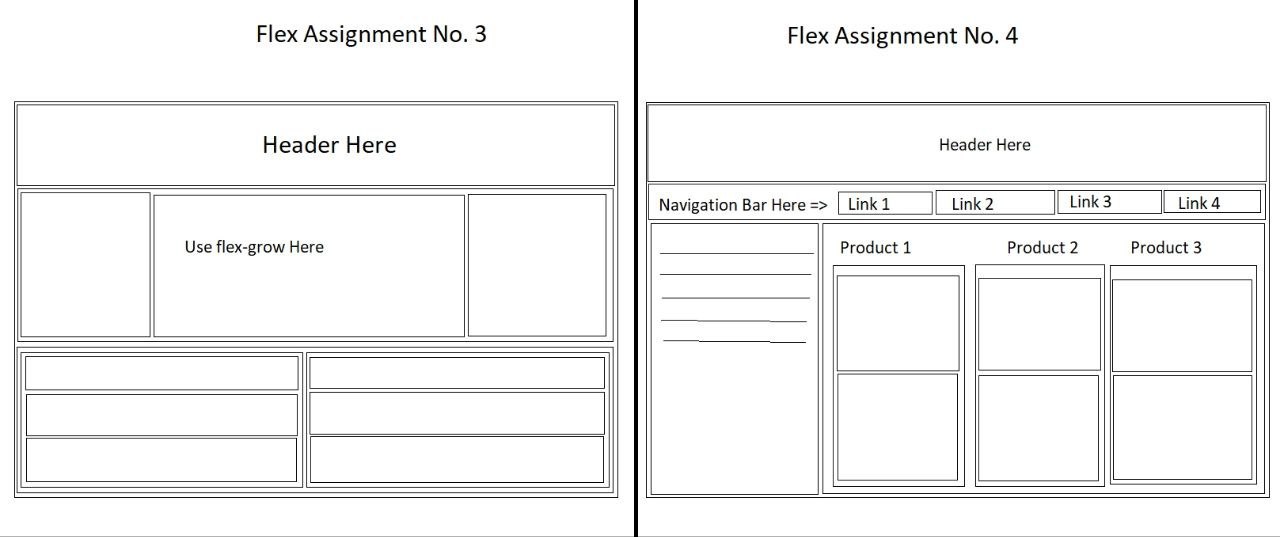 Flex Assignment No. 3
Header Here
Use flex-grow Here
Flex Assignment No. 4
Header Here
Navigation Bar Here => Link 1 Link 2 Link 3 Link 4
Product 1 Product 2 Product 3